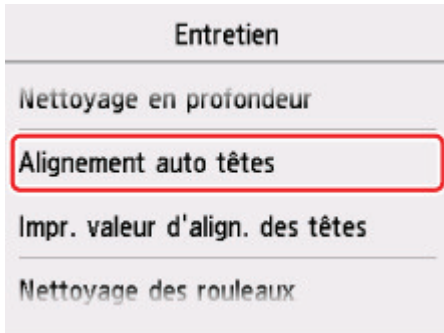 Entretien
Nettoyage en profondeur
Alignement auto têtes
Impr. valeur d'align. des têtes
Nettoyage des rouleaux